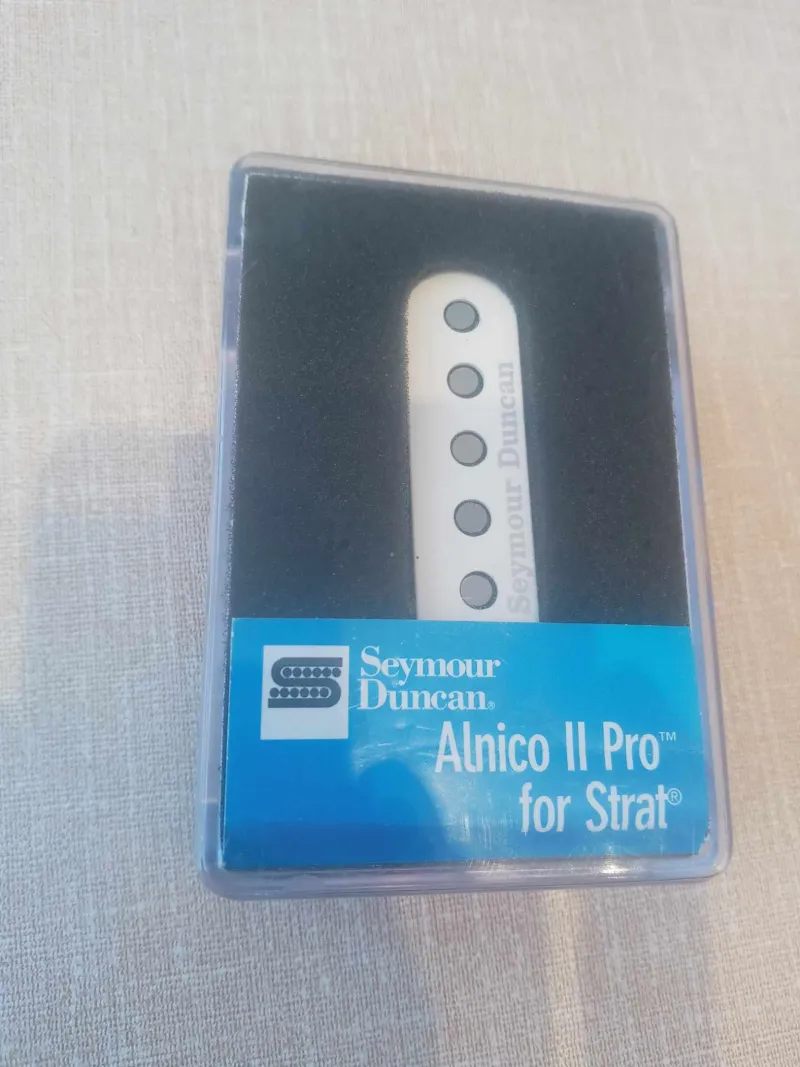 Seymour Duncan
Seymour
Duncan®
Alnico II Pro™
for Strat®